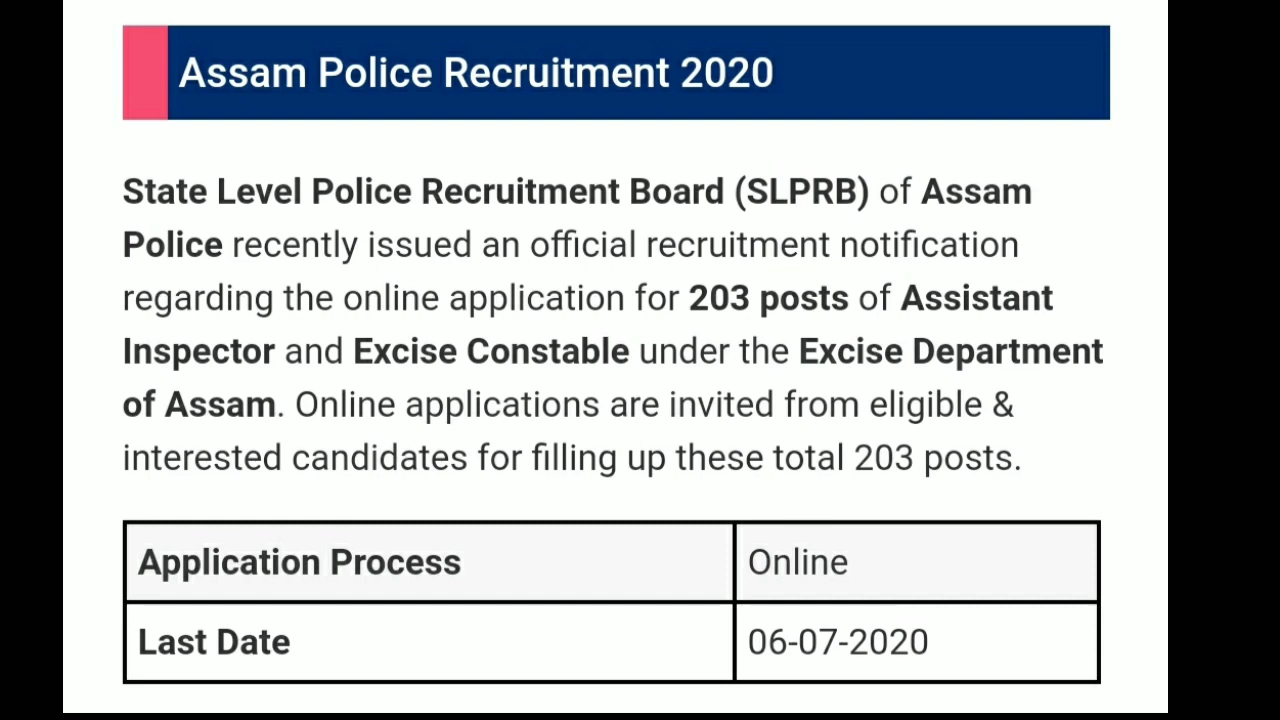 Assam Police Recruitment 2020
State Level Police Recruitment Board (SLPRB) of Assam
Police recently issued an official recruitment notification
regarding the online application for 203 posts of Assistant
Inspector and Excise Constable under the Excise Department
of Assam. Online applications are invited from eligible &
interested candidates for filling up these total 203 posts.
Application Process Online
Last Date 06-07-2020